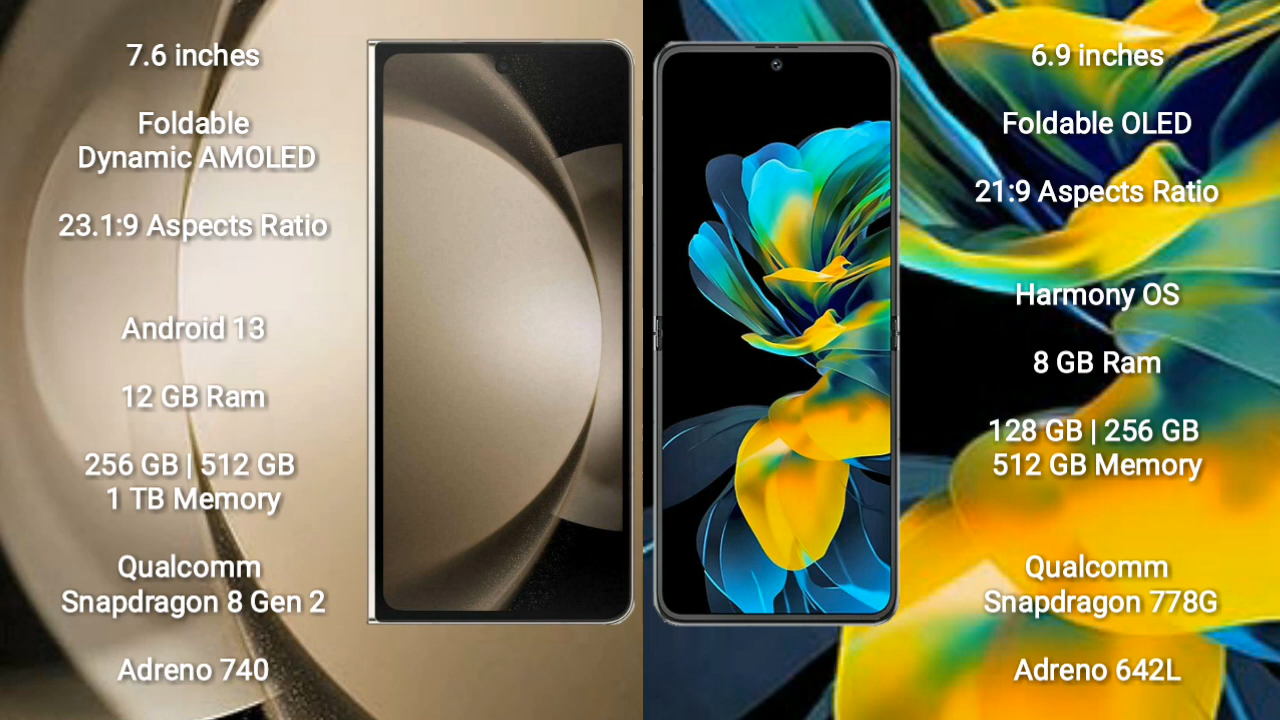 7.6 inches
Foldable
Dynamic AMOLED
23.1:9 Aspects Ratio
Android 13
12 GB Ram
256 GB | 512 GB
1 TB Memory
Qualcomm
Snapdragon 8 Gen 2
Adreno 740
6.9 inches
Foldable OLED
21:9 Aspects Ratio
Harmony OS
8 GB Ram
128 GB | 256 GB
512 GB Memory
Qualcomm
Snapdragon 778G
Adreno 642L